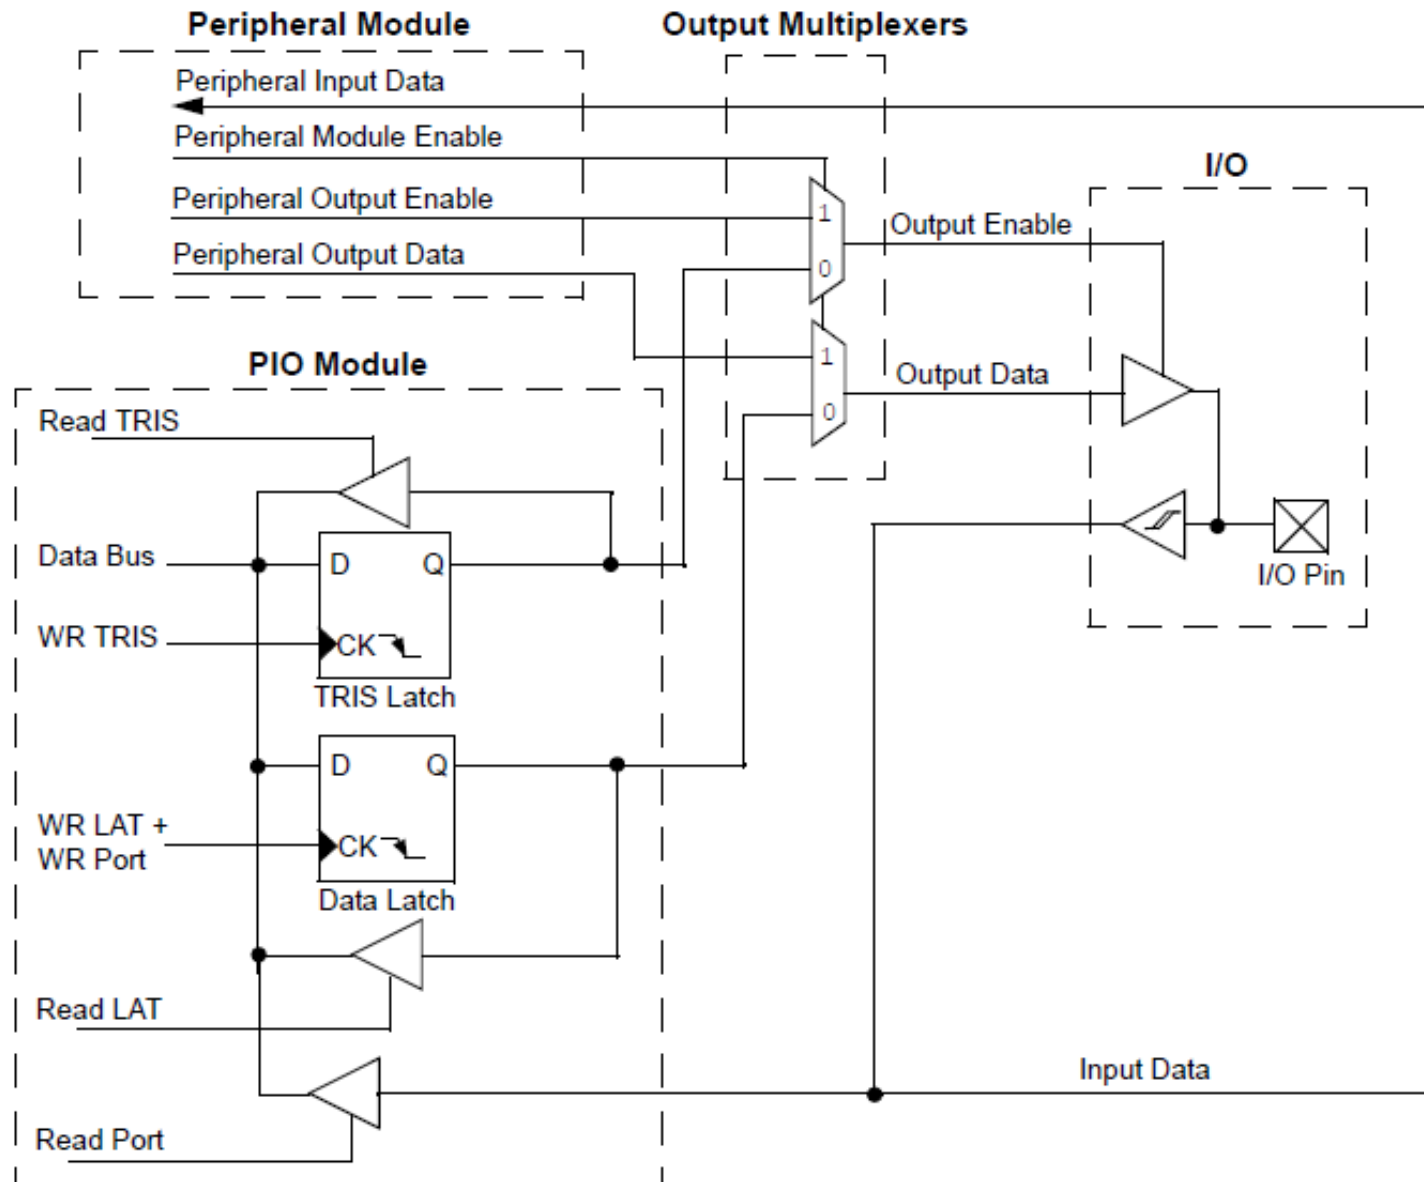 Peripheral Module
Output Multiplexers
Peripheral Input Data
Peripheral Module Enable
I/O
Peripheral Output Enable
1
Output Enable
Peripheral Output Data
0
PIO Module
1
Output Data
0
Read TRIS
Data Bus
D
Q
I/O Pin
WR TRIS
CK
TRIS Latch
D
Q
WR LAT +
WR Port
CK
Data Latch
Read LAT
Input Data
Read Port